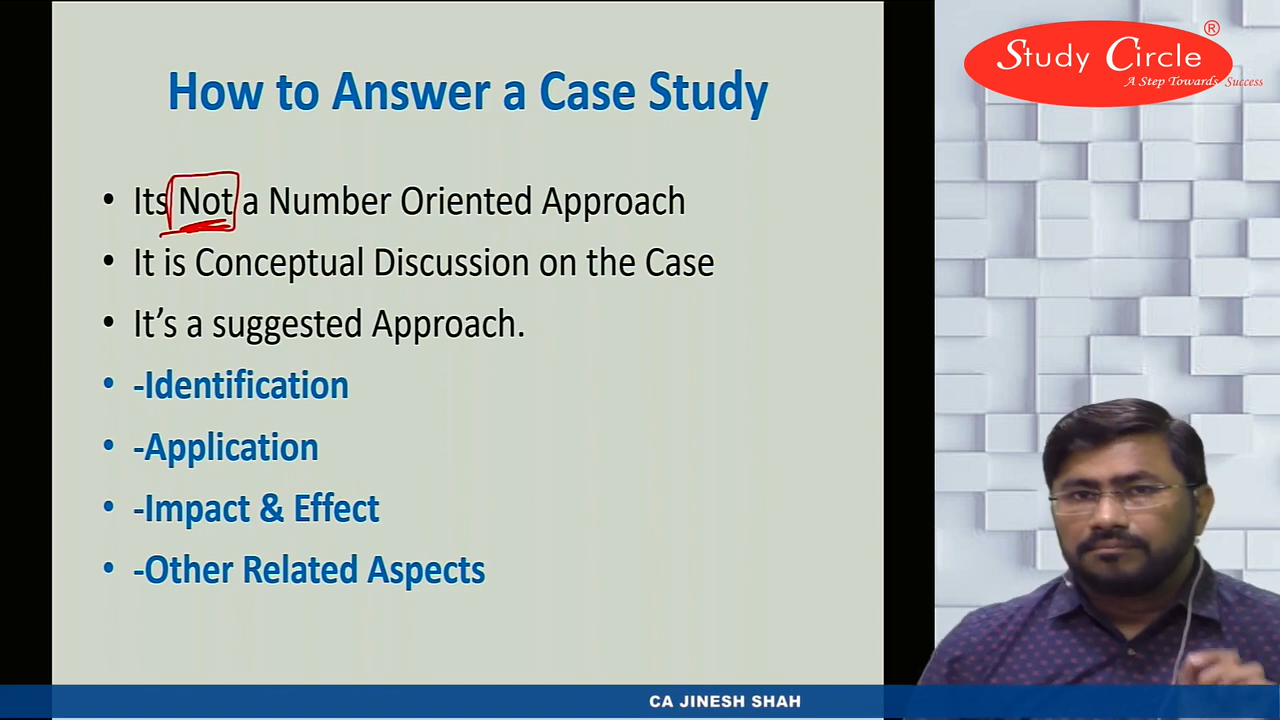 Study Circle ®
A Step Towards Success
How to Answer a Case Study
• Its Not a Number Oriented Approach
• It is Conceptual Discussion on the Case
• It’s a suggested Approach.
• -Identification
• -Application
• -Impact & Effect
• -Other Related Aspects
CA JINESH SHAH